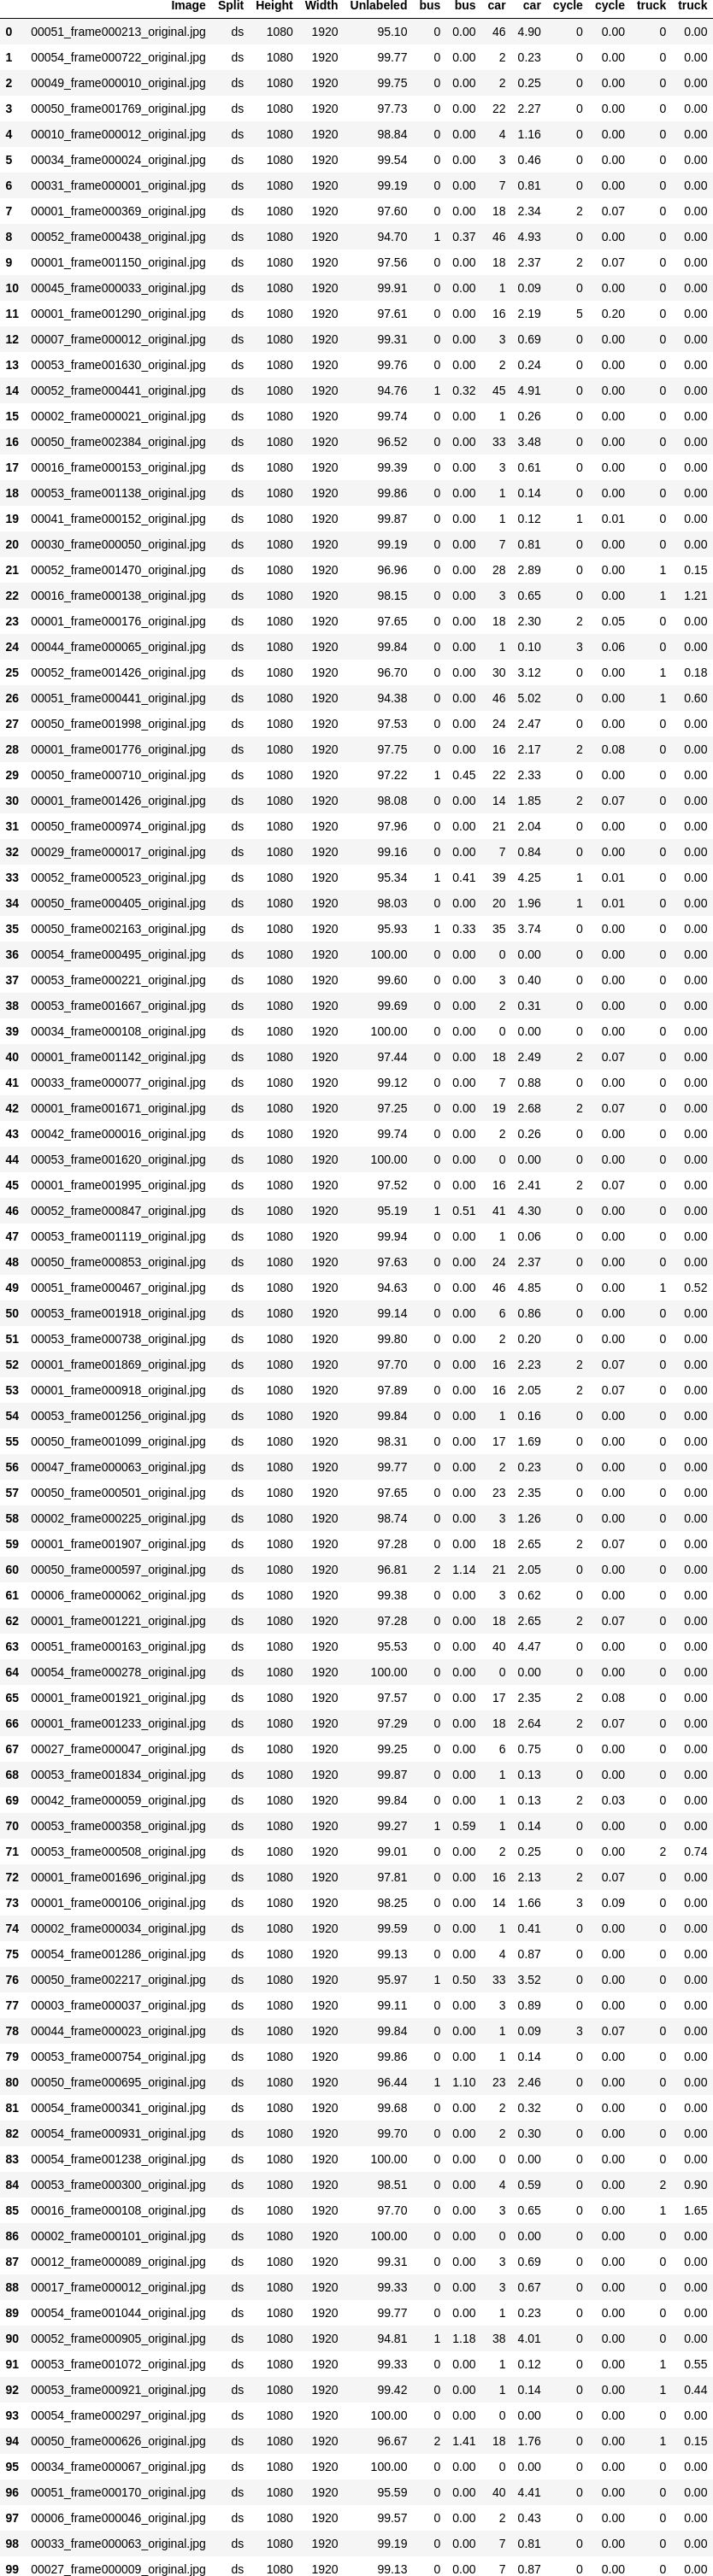 Image Split Height Width Unlabeled bus bus car car cycle cycle truck truck
0 00051_frame000213_original.jpg ds 1080 1920 95.10 0 0.00 46 4.90 0 0.00 0 0.00
1 00054_frame000722_original.jpg ds 1080 1920 99.77 0 0.00 2 0.23 0 0.00 0 0.00
2 00049_frame000010_original.jpg ds 1080 1920 99.75 0 0.00 2 0.25 0 0.00 0 0.00
3 00050_frame001769_original.jpg ds 1080 1920 97.73 0 0.00 22 2.27 0 0.00 0 0.00
4 00010_frame000012_original.jpg ds 1080 1920 98.84 0 0.00 4 1.16 0 0.00 0 0.00
5 00034_frame000024_original.jpg ds 1080 1920 99.54 0 0.00 3 0.46 0 0.00 0 0.00
6 00031_frame000001_original.jpg ds 1080 1920 99.19 0 0.00 7 0.81 0 0.00 0 0.00
7 00001_frame000369_original.jpg ds 1080 1920 97.60 0 0.00 18 2.34 2 0.07 0 0.00
8 00052_frame000438_original.jpg ds 1080 1920 94.70 1 0.37 46 4.93 0 0.00 0 0.00
9 00001_frame001150_original.jpg ds 1080 1920 97.56 0 0.00 18 2.37 2 0.07 0 0.00
10 00045_frame000033_original.jpg ds 1080 1920 99.91 0 0.00 1 0.09 0 0.00 0 0.00
11 00001_frame001290_original.jpg ds 1080 1920 97.61 0 0.00 16 2.19 5 0.20 0 0.00
12 00007_frame000012_original.jpg ds 1080 1920 99.31 0 0.00 3 0.69 0 0.00 0 0.00
13 00053_frame001630_original.jpg ds 1080 1920 99.76 0 0.00 2 0.24 0 0.00 0 0.00
14 00052_frame000441_original.jpg ds 1080 1920 94.76 1 0.32 45 4.91 0 0.00 0 0.00
15 00002_frame000021_original.jpg ds 1080 1920 99.74 0 0.00 1 0.26 0 0.00 0 0.00
16 00050_frame002384_original.jpg ds 1080 1920 96.52 0 0.00 33 3.48 0 0.00 0 0.00
17 00016_frame000153_original.jpg ds 1080 1920 99.39 0 0.00 3 0.61 0 0.00 0 0.00
18 00053_frame001138_original.jpg ds 1080 1920 99.86 0 0.00 1 0.14 0 0.00 0 0.00
19 00041_frame000152_original.jpg ds 1080 1920 99.87 0 0.00 1 0.12 1 0.01 0 0.00
20 00030_frame000050_original.jpg ds 1080 1920 99.19 0 0.00 7 0.81 0 0.00 0 0.00
21 00052_frame001470_original.jpg ds 1080 1920 96.96 0 0.00 28 2.89 0 0.00 1 0.15
22 00016_frame000138_original.jpg ds 1080 1920 98.15 0 0.00 3 0.65 0 0.00 1 1.21
23 00001_frame000176_original.jpg ds 1080 1920 97.65 0 0.00 18 2.30 2 0.05 0 0.00
24 00044_frame000065_original.jpg ds 1080 1920 99.84 0 0.00 1 0.10 3 0.06 0 0.00
25 00052_frame001426_original.jpg ds 1080 1920 96.70 0 0.00 30 3.12 0 0.00 1 0.18
26 00051_frame000441_original.jpg ds 1080 1920 94.38 0 0.00 46 5.02 0 0.00 1 0.60
27 00050_frame001998_original.jpg ds 1080 1920 97.53 0 0.00 24 2.47 0 0.00 0 0.00
28 00001_frame001776_original.jpg ds 1080 1920 97.75 0 0.00 16 2.17 2 0.08 0 0.00
29 00050_frame000710_original.jpg ds 1080 1920 97.22 1 0.45 22 2.33 0 0.00 0 0.00
30 00001_frame001426_original.jpg ds 1080 1920 98.08 0 0.00 14 1.85 2 0.07 0 0.00
31 00050_frame000974_original.jpg ds 1080 1920 97.96 0 0.00 21 2.04 0 0.00 0 0.00
32 00029_frame000017_original.jpg ds 1080 1920 99.16 0 0.00 7 0.84 0 0.00 0 0.00
33 00052_frame000523_original.jpg ds 1080 1920 95.34 1 0.41 39 4.25 1 0.01 0 0.00
34 00050_frame000405_original.jpg ds 1080 1920 98.03 0 0.00 20 1.96 1 0.01 0 0.00
35 00050_frame002163_original.jpg ds 1080 1920 95.93 1 0.33 35 3.74 0 0.00 0 0.00
36 00054_frame000495_original.jpg ds 1080 1920 100.00 0 0.00 0 0.00 0 0.00 0 0.00
37 00053_frame000221_original.jpg ds 1080 1920 99.60 0 0.00 3 0.40 0 0.00 0 0.00
38 00053_frame001667_original.jpg ds 1080 1920 99.69 0 0.00 2 0.31 0 0.00 0 0.00
39 00034_frame000108_original.jpg ds 1080 1920 100.00 0 0.00 0 0.00 0 0.00 0 0.00
40 00001_frame001142_original.jpg ds 1080 1920 97.44 0 0.00 18 2.49 2 0.07 0 0.00
41 00033_frame000077_original.jpg ds 1080 1920 99.12 0 0.00 7 0.88 0 0.00 0 0.00
42 00001_frame001671_original.jpg ds 1080 1920 97.25 0 0.00 19 2.68 2 0.07 0 0.00
43 00042_frame000016_original.jpg ds 1080 1920 99.74 0 0.00 2 0.26 0 0.00 0 0.00
44 00053_frame001620_original.jpg ds 1080 1920 100.00 0 0.00 0 0.00 0 0.00 0 0.00
45 00001_frame001995_original.jpg ds 1080 1920 97.52 0 0.00 16 2.41 2 0.07 0 0.00
46 00052_frame000847_original.jpg ds 1080 1920 95.19 1 0.51 41 4.30 0 0.00 0 0.00
47 00053_frame001119_original.jpg ds 1080 1920 99.94 0 0.00 1 0.06 0 0.00 0 0.00
48 00050_frame000853_original.jpg ds 1080 1920 97.63 0 0.00 24 2.37 0 0.00 0 0.00
49 00051_frame000467_original.jpg ds 1080 1920 94.63 0 0.00 46 4.85 0 0.00 1 0.52
50 00053_frame001918_original.jpg ds 1080 1920 99.14 0 0.00 6 0.86 0 0.00 0 0.00
51 00053_frame000738_original.jpg ds 1080 1920 99.80 0 0.00 2 0.20 0 0.00 0 0.00
52 00001_frame001869_original.jpg ds 1080 1920 97.70 0 0.00 16 2.23 2 0.07 0 0.00
53 00001_frame000918_original.jpg ds 1080 1920 97.89 0 0.00 16 2.05 2 0.07 0 0.00
54 00053_frame001256_original.jpg ds 1080 1920 99.84 0 0.00 1 0.16 0 0.00 0 0.00
55 00050_frame001099_original.jpg ds 1080 1920 98.31 0 0.00 17 1.69 0 0.00 0 0.00
56 00047_frame000063_original.jpg ds 1080 1920 99.77 0 0.00 2 0.23 0 0.00 0 0.00
57 00050_frame000501_original.jpg ds 1080 1920 97.65 0 0.00 23 2.35 0 0.00 0 0.00
58 00002_frame000225_original.jpg ds 1080 1920 98.74 0 0.00 3 1.26 0 0.00 0 0.00
59 00001_frame001907_original.jpg ds 1080 1920 97.28 0 0.00 18 2.65 2 0.07 0 0.00
60 00050_frame000597_original.jpg ds 1080 1920 96.81 2 1.14 21 2.05 0 0.00 0 0.00
61 00006_frame000062_original.jpg ds 1080 1920 99.38 0 0.00 3 0.62 0 0.00 0 0.00
62 00001_frame001221_original.jpg ds 1080 1920 97.28 0 0.00 18 2.65 2 0.07 0 0.00
63 00051_frame000163_original.jpg ds 1080 1920 95.53 0 0.00 40 4.47 0 0.00 0 0.00
64 00054_frame000278_original.jpg ds 1080 1920 100.00 0 0.00 0 0.00 0 0.00 0 0.00
65 00001_frame001921_original.jpg ds 1080 1920 97.57 0 0.00 17 2.35 2 0.08 0 0.00
66 00001_frame001233_original.jpg ds 1080 1920 97.29 0 0.00 18 2.64 2 0.07 0 0.00
67 00027_frame000047_original.jpg ds 1080 1920 99.25 0 0.00 6 0.75 0 0.00 0 0.00
68 00053_frame001834_original.jpg ds 1080 1920 99.87 0 0.00 1 0.13 0 0.00 0 0.00
69 00042_frame000059_original.jpg ds 1080 1920 99.84 0 0.00 1 0.13 2 0.03 0 0.00
70 00053_frame000358_original.jpg ds 1080 1920 99.27 1 0.59 1 0.14 0 0.00 0 0.00
71 00053_frame000508_original.jpg ds 1080 1920 99.01 0 0.00 2 0.25 0 0.00 2 0.74
72 00001_frame001696_original.jpg ds 1080 1920 97.81 0 0.00 16 2.13 2 0.07 0 0.00
73 00001_frame000106_original.jpg ds 1080 1920 98.25 0 0.00 14 1.66 3 0.09 0 0.00
74 00002_frame000034_original.jpg ds 1080 1920 99.59 0 0.00 1 0.41 0 0.00 0 0.00
75 00054_frame001286_original.jpg ds 1080 1920 99.13 0 0.00 4 0.87 0 0.00 0 0.00
76 00050_frame002217_original.jpg ds 1080 1920 95.97 1 0.50 33 3.52 0 0.00 0 0.00
77 00003_frame000037_original.jpg ds 1080 1920 99.11 0 0.00 3 0.89 0 0.00 0 0.00
78 00044_frame000023_original.jpg ds 1080 1920 99.84 0 0.00 1 0.09 3 0.07 0 0.00
79 00053_frame000754_original.jpg ds 1080 1920 99.86 0 0.00 1 0.14 0 0.00 0 0.00
80 00050_frame000695_original.jpg ds 1080 1920 96.44 1 1.10 23 2.46 0 0.00 0 0.00
81 00054_frame000341_original.jpg ds 1080 1920 99.68 0 0.00 2 0.32 0 0.00 0 0.00
82 00054_frame000931_original.jpg ds 1080 1920 99.70 0 0.00 2 0.30 0 0.00 0 0.00
83 00054_frame001238_original.jpg ds 1080 1920 100.00 0 0.00 0 0.00 0 0.00 0 0.00
84 00053_frame000300_original.jpg ds 1080 1920 98.51 0 0.00 4 0.59 0 0.00 2 0.90
85 00016_frame000108_original.jpg ds 1080 1920 97.70 0 0.00 3 0.65 0 0.00 1 1.65
86 00002_frame000101_original.jpg ds 1080 1920 100.00 0 0.00 0 0.00 0 0.00 0 0.00
87 00012_frame000089_original.jpg ds 1080 1920 99.31 0 0.00 3 0.69 0 0.00 0 0.00
88 00017_frame000012_original.jpg ds 1080 1920 99.33 0 0.00 3 0.67 0 0.00 0 0.00
89 00054_frame001044_original.jpg ds 1080 1920 99.77 0 0.00 1 0.23 0 0.00 0 0.00
90 00052_frame000905_original.jpg ds 1080 1920 94.81 1 1.18 38 4.01 0 0.00 0 0.00
91 00053_frame001072_original.jpg ds 1080 1920 99.33 0 0.00 1 0.12 0 0.00 1 0.55
92 00053_frame000921_original.jpg ds 1080 1920 99.42 0 0.00 1 0.14 0 0.00 1 0.44
93 00054_frame000297_original.jpg ds 1080 1920 100.00 0 0.00 0 0.00 0 0.00 0 0.00
94 00050_frame000626_original.jpg ds 1080 1920 96.67 2 1.41 18 1.76 0 0.00 1 0.15
95 00034_frame000067_original.jpg ds 1080 1920 100.00 0 0.00 0 0.00 0 0.00 0 0.00
96 00051_frame000170_original.jpg ds 1080 1920 95.59 0 0.00 40 4.41 0 0.00 0 0.00
97 00006_frame000046_original.jpg ds 1080 1920 99.57 0 0.00 2 0.43 0 0.00 0 0.00
98 00033_frame000063_original.jpg ds 1080 1920 99.19 0 0.00 7 0.81 0 0.00 0 0.00
99 00027_frame000009_original.jpg ds 1080 1920 99.13 0 0.00 7 0.87 0 0.00 0 0.00